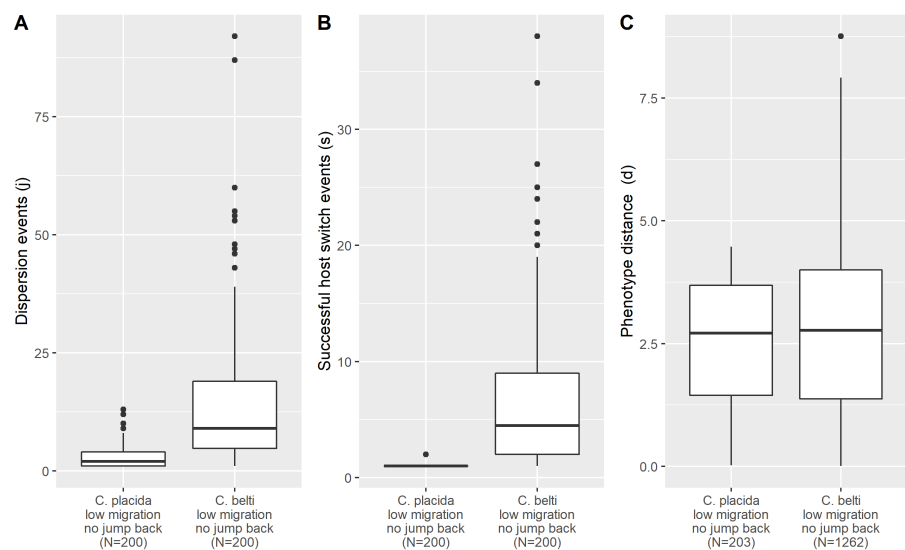 A
Dispersion events (j)
75
50
25
0
C. placida
low migration
no jump back
(N=200)
C. belti
low migration
no jump back
(N=200)
B
Successful host switch events (s)
30
20
10
0
C. placida
low migration
no jump back
(N=200)
C. belti
low migration
no jump back
(N=200)
C
Phenotype distance (d)
7.5
5.0
2.5
0.0
C. placida
low migration
no jump back
(N=203)
C. belti
low migration
no jump back
(N=1262)